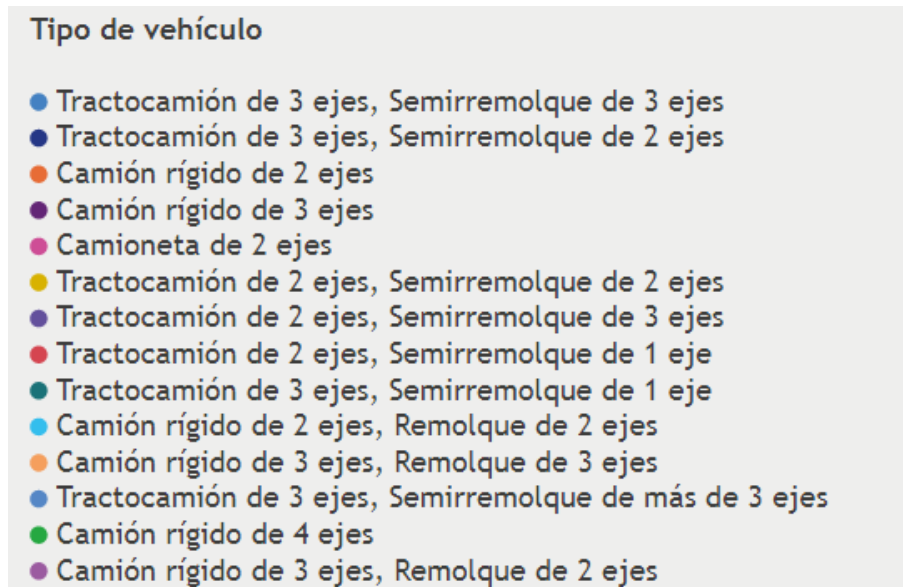 Tipo de vehículo
Tractocamión de 3 ejes, Semirremolque de 3 ejes
Tractocamión de 3 ejes, Semirremolque de 2 ejes
Camión rígido de 2 ejes
Camión rígido de 3 ejes
Camioneta de 2 ejes
Tractocamión de 2 ejes, Semirremolque de 2 ejes
Tractocamión de 2 ejes, Semirremolque de 3 ejes
Tractocamión de 2 ejes, Semirremolque de 1 eje
Tractocamión de 3 ejes, Semirremolque de 1 eje
Camión rígido de 2 ejes, Remolque de 2 ejes
Camión rígido de 3 ejes, Remolque de 3 ejes
Tractocamión de 3 ejes, Semirremolque de más de 3 ejes
Camión rígido de 4 ejes
Camión rígido de 3 ejes, Remolque de 2 ejes